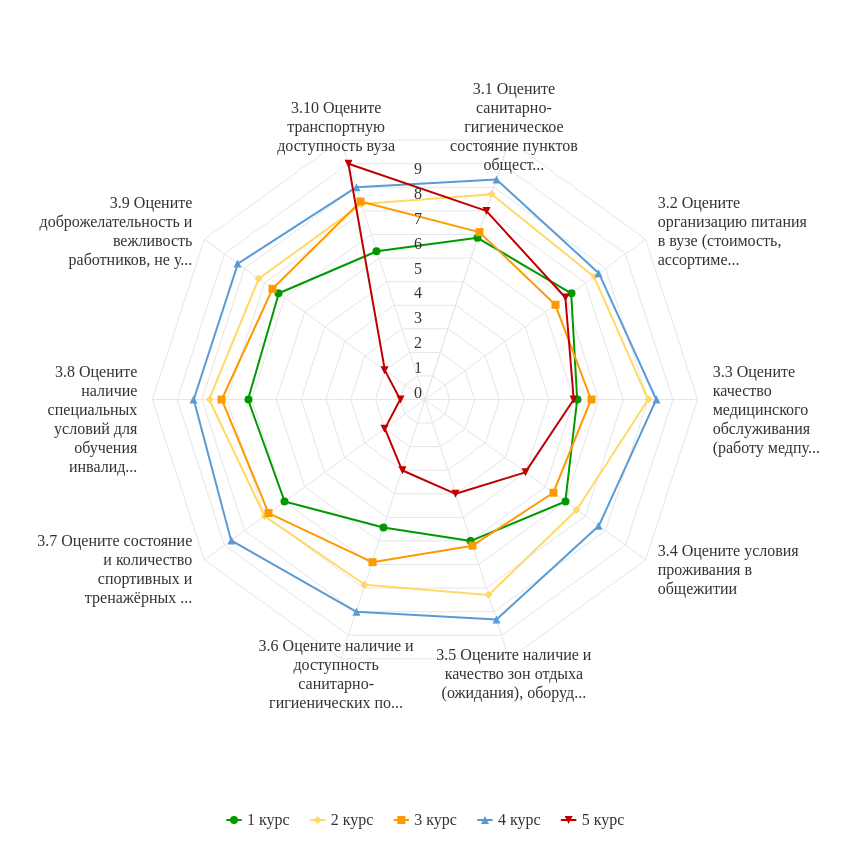 3.1 Оцените
санитарно-
гигиеническое
состояние пунктов
общест...
3.2 Оцените
организацию питания
в вузе (стоимость,
ассортиме...
3.3 Оцените
качество
медицинского
обслуживания
(работу медпу...
3.4 Оцените условия
проживания в
общежитии
3.5 Оцените наличие и
качество зон отдыха
(ожидания), оборуд...
3.6 Оцените наличие и
доступность
санитарно-
гигиенических по...
3.7 Оцените состояние
и количество
спортивных и
тренажёрных ...
3.8 Оцените
наличие
специальных
условий для
обучения
инвалид...
3.9 Оцените
доброжелательность и
вежливость
работников, не у...
3.10 Оцените
транспортную
доступность вуза
9
8
7
6
5
4
3
2
1
0
1 курс
2 курс
3 курс
4 курс
5 курс